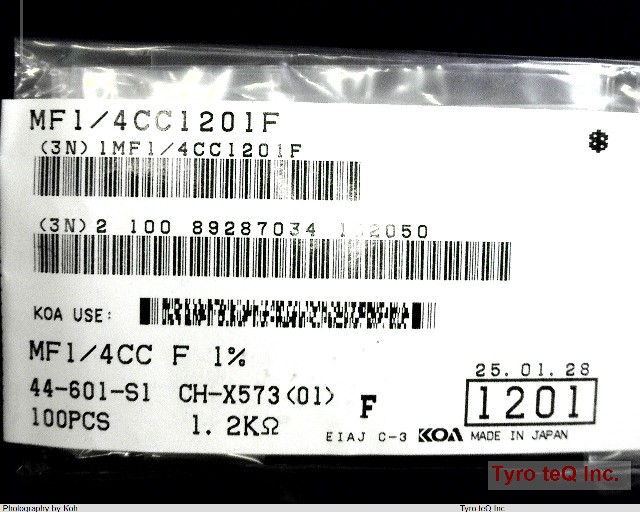 MF1/4CC1201F
(3N)1MF1/4CC1201F
(3N)2 100 89287034 2050
KOA USE:
MF1/4CC F 1%
44-601-S1 CH-X573(01) F
25.01.28
1201
100PCS 1.2KΩ
EIAJ C-3 KOA MADE IN JAPAN
Tyro teQ Inc.
Photography by Koh Tyro teQ Inc